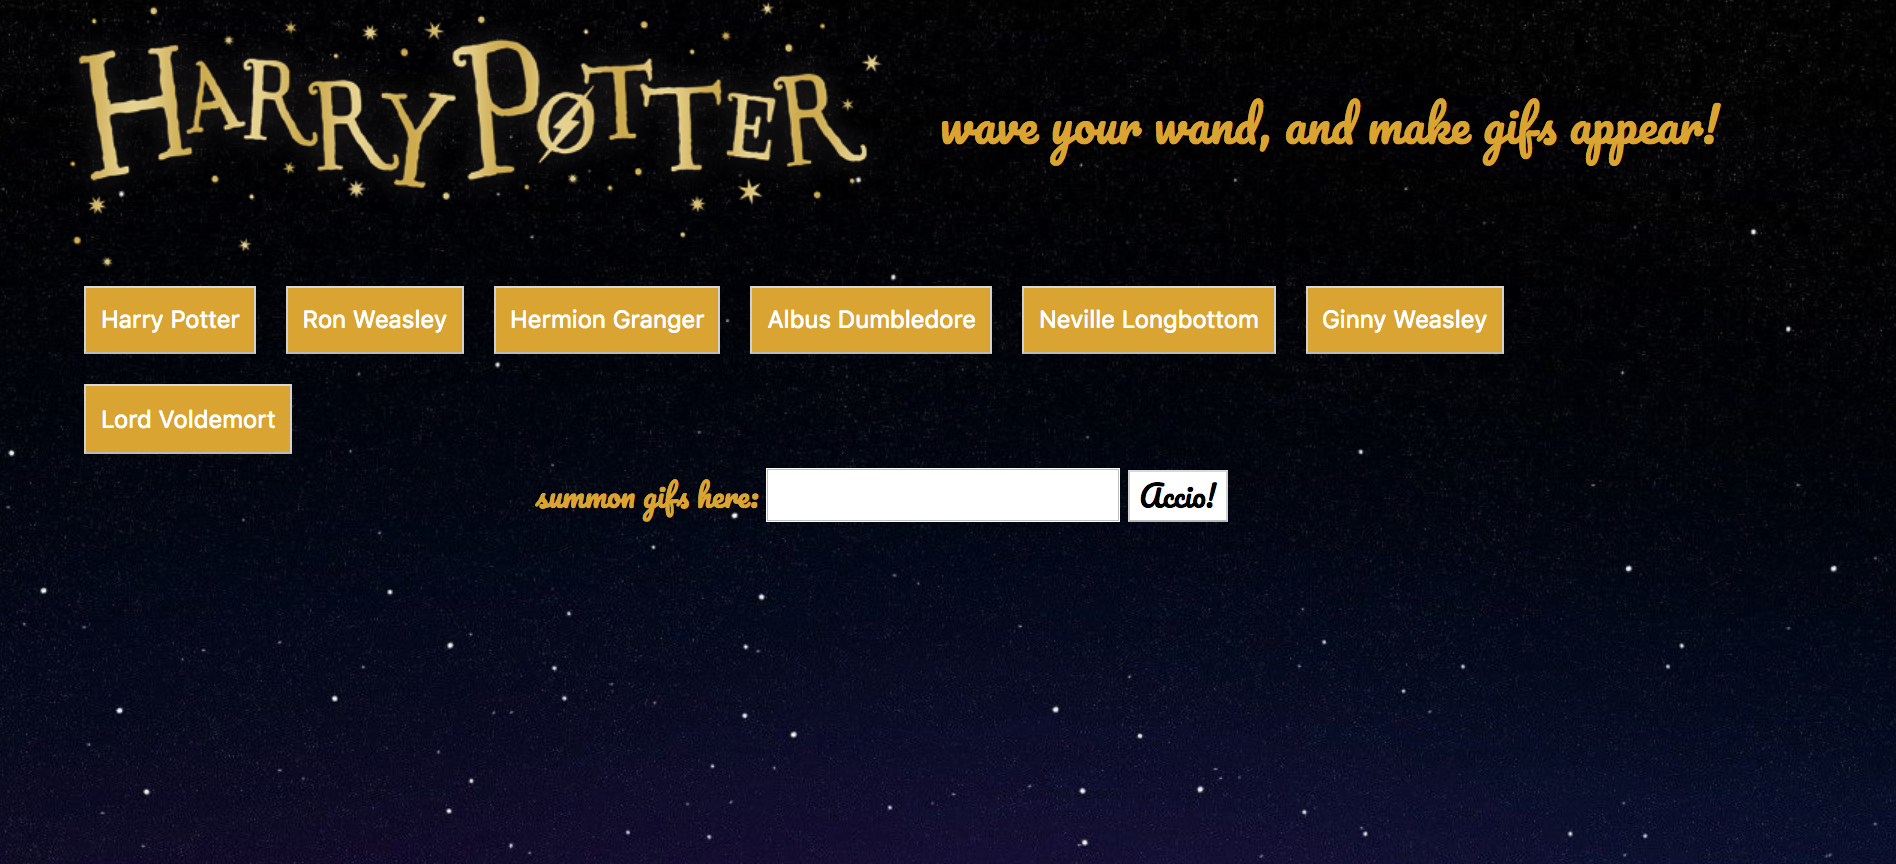 HARRY POTTER
wave your wand, and make gifs appear!
Harry Potter Ron Weasley Hermion Granger Albus Dumbledore Neville Longbottom Ginny Weasley
Lord Voldemort
summon gifs here: Accio!